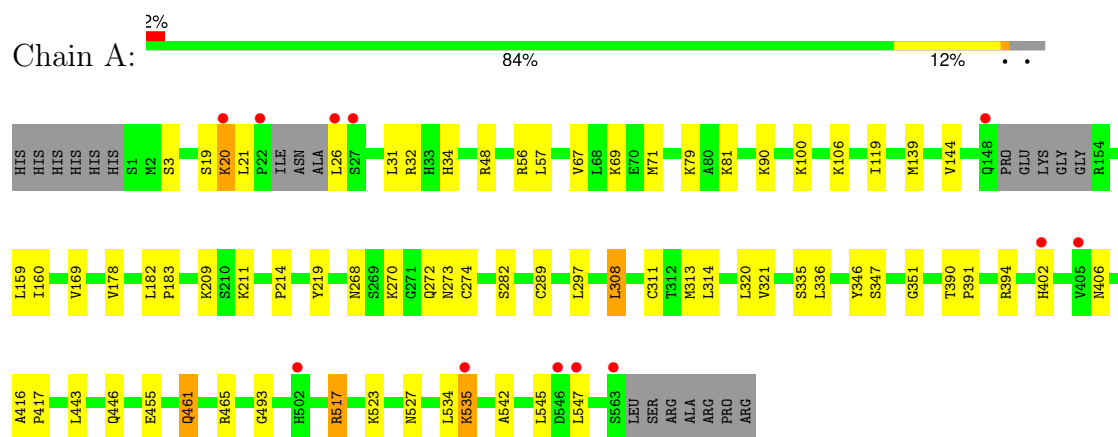 2%
Chain A:
84% 12% • •
HIS HIS HIS HIS HIS HIS S1 M2 S3 S19 K20 L21 P22 ILE ASN ALA L26 S27 L31 R32 H33 H34 R48 R56 L57 V67 L68 K69 E70 M71 K79 A80 K81 K90 K100 K106 I119 M139 V144 Q148 PRO GLU LYS GLY GLY R154
L159 I160 V169 V178 L182 P183 K209 S210 K211 P214 Y219 N268 S269 K270 G271 Q272 N273 C274 S282 C289 L297 L308 C311 T312 M313 L314 L320 V321 S335 L336 Y346 S347 G351 T390 P391 R394 H402 V405 N406
A416 P417 L443 Q446 E455 Q461 R465 G493 H502 R517 K523 N527 L534 K535 A542 L545 D546 L547 S563 LEU SER ARG ALA ARG PRO ARG